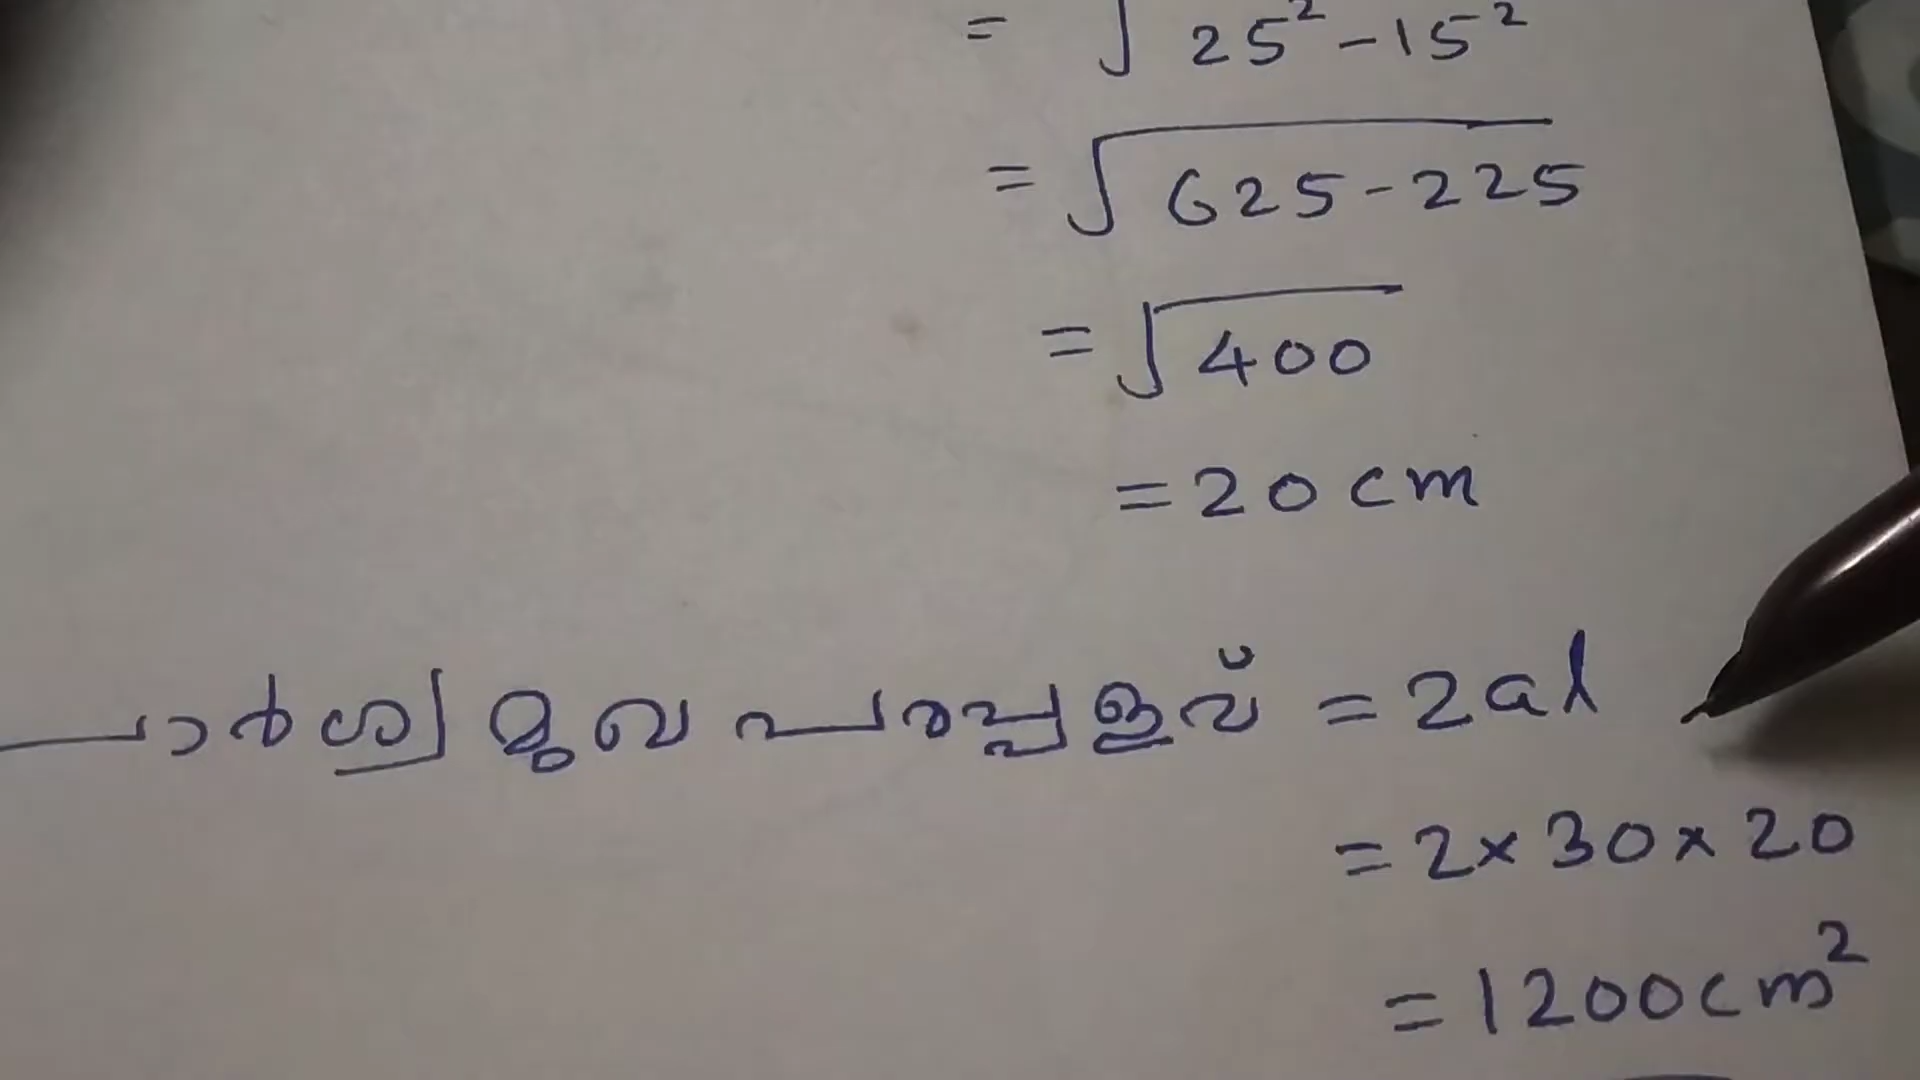 = √25² - 15²
= √625 - 225
= √400
= 20 cm
പാർശ്വമുഖ പരപ്പളവ് = 2al
= 2 × 30 × 20
= 1200 cm²